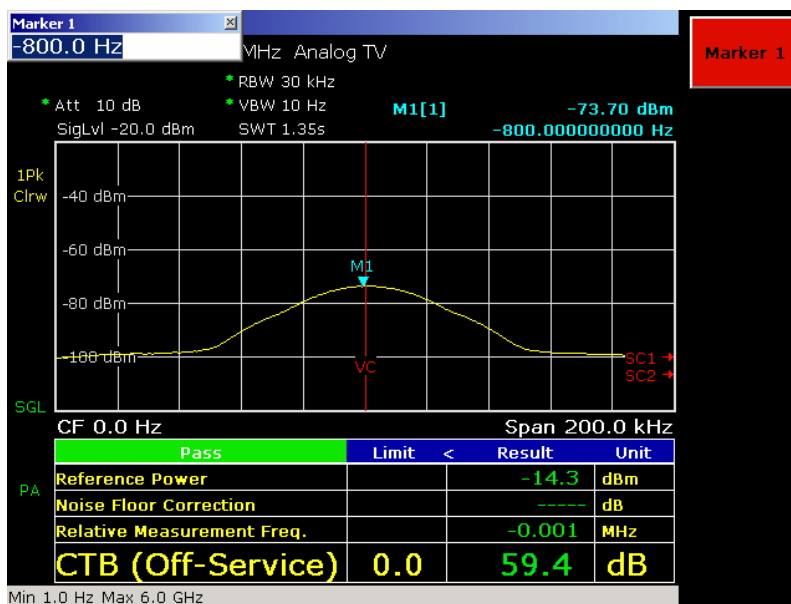 Marker 1
-800.0 Hz
MHz Analog TV
Marker 1
* RBW 30 kHz
* Att 10 dB * VBW 10 Hz M1[1] -73.70 dBm
SigLvl -20.0 dBm SWT 1.35s -800.000000000 Hz
1Pk
Clrw
-40 dBm
-60 dBm
M1
-80 dBm
-100 dBm
VC
SC1
SC2
SGL
CF 0.0 Hz Span 200.0 kHz
Pass Limit < Result Unit
PA
Reference Power -14.3 dBm
Noise Floor Correction ----- dB
Relative Measurement Freq. -0.001 MHz
CTB (Off-Service) 0.0 59.4 dB
Min 1.0 Hz Max 6.0 GHz